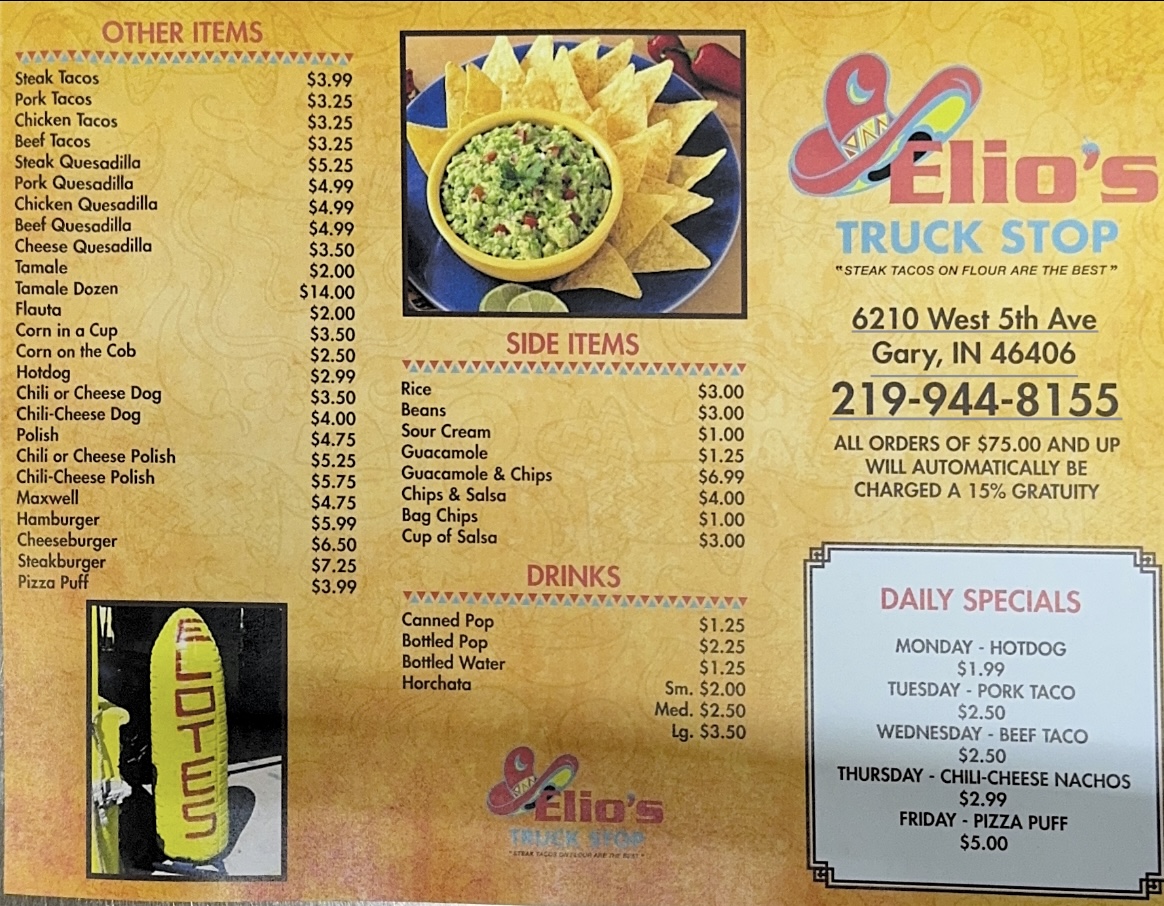 OTHER ITEMS
Steak Tacos $3.99
Pork Tacos $3.25
Chicken Tacos $3.25
Beef Tacos $3.25
Steak Quesadilla $5.25
Pork Quesadilla $4.99
Chicken Quesadilla $4.99
Beef Quesadilla $4.99
Cheese Quesadilla $3.50
Tamale $2.00
Tamale Dozen $14.00
Flauta $2.00
Corn in a Cup $3.50
Corn on the Cob $2.50
Hotdog $2.99
Chili or Cheese Dog $3.50
Chili-Cheese Dog $4.00
Polish $4.75
Chili or Cheese Polish $5.25
Chili-Cheese Polish $5.75
Maxwell $4.75
Hamburger $5.99
Cheeseburger $6.50
Steakburger $7.25
Pizza Puff $3.99
ELOTES
SIDE ITEMS
Rice $3.00
Beans $3.00
Sour Cream $1.00
Guacamole $1.25
Guacamole & Chips $6.99
Chips & Salsa $4.00
Bag Chips $1.00
Cup of Salsa $3.00
DRINKS
Canned Pop $1.25
Bottled Pop $2.25
Bottled Water $1.25
Horchata Sm. $2.00
Med. $2.50
Lg. $3.50
Elio's
TRUCK STOP
"STEAK TACOS ON FLOUR ARE THE BEST"
Elio's
TRUCK STOP
"STEAK TACOS ON FLOUR ARE THE BEST"
6210 West 5th Ave
Gary, IN 46406
219-944-8155
ALL ORDERS OF $75.00 AND UP
WILL AUTOMATICALLY BE
CHARGED A 15% GRATUITY
DAILY SPECIALS
MONDAY - HOTDOG
$1.99
TUESDAY - PORK TACO
$2.50
WEDNESDAY - BEEF TACO
$2.50
THURSDAY - CHILI-CHEESE NACHOS
$2.99
FRIDAY - PIZZA PUFF
$5.00